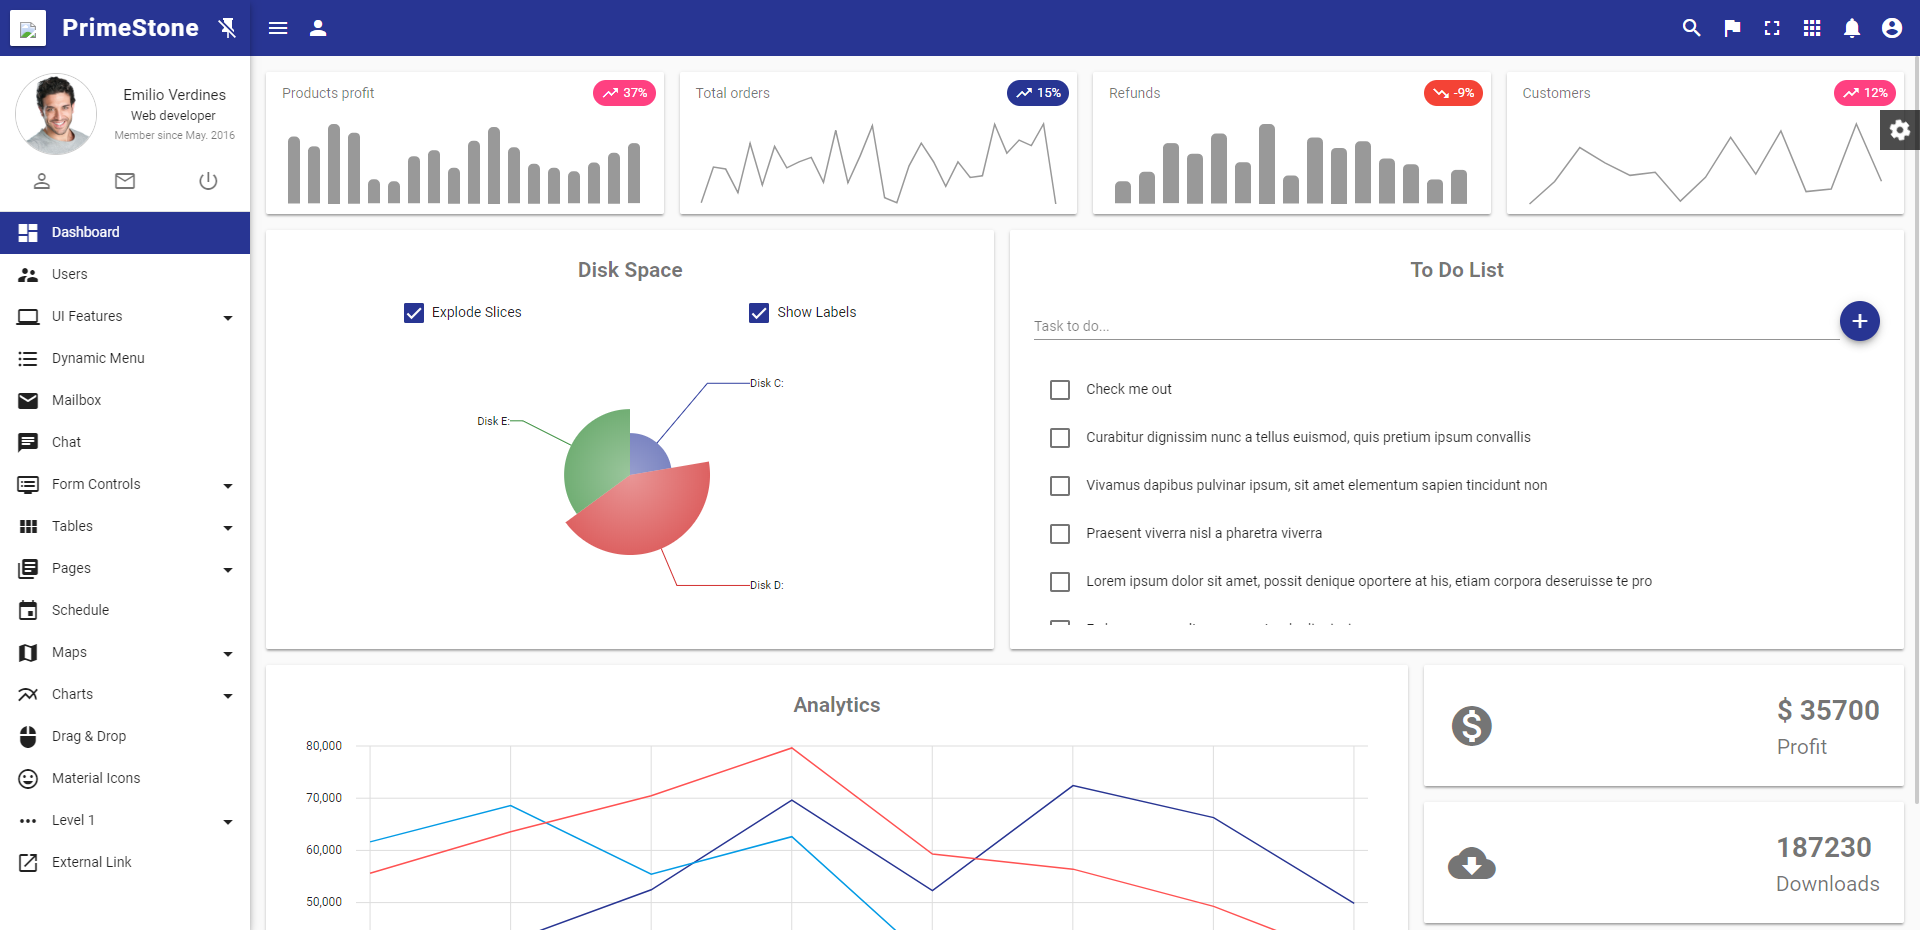 PrimeStone
Emilio Verdines
Web developer
Member since May. 2016
Dashboard
Users
UI Features
Dynamic Menu
Mailbox
Chat
Form Controls
Tables
Pages
Schedule
Maps
Charts
Drag & Drop
Material Icons
Level 1
External Link
Products profit
37%
Total orders
15%
Refunds
-9%
Customers
12%
Disk Space
Explode Slices
Show Labels
Disk C:
Disk E:
Disk D:
To Do List
Task to do...
Check me out
Curabitur dignissim nunc a tellus euismod, quis pretium ipsum convallis
Vivamus dapibus pulvinar ipsum, sit amet elementum sapien tincidunt non
Praesent viverra nisl a pharetra viverra
Lorem ipsum dolor sit amet, possit denique oportere at his, etiam corpora deseruisse te pro
Analytics
80,000
70,000
60,000
50,000
$ 35700
Profit
187230
Downloads